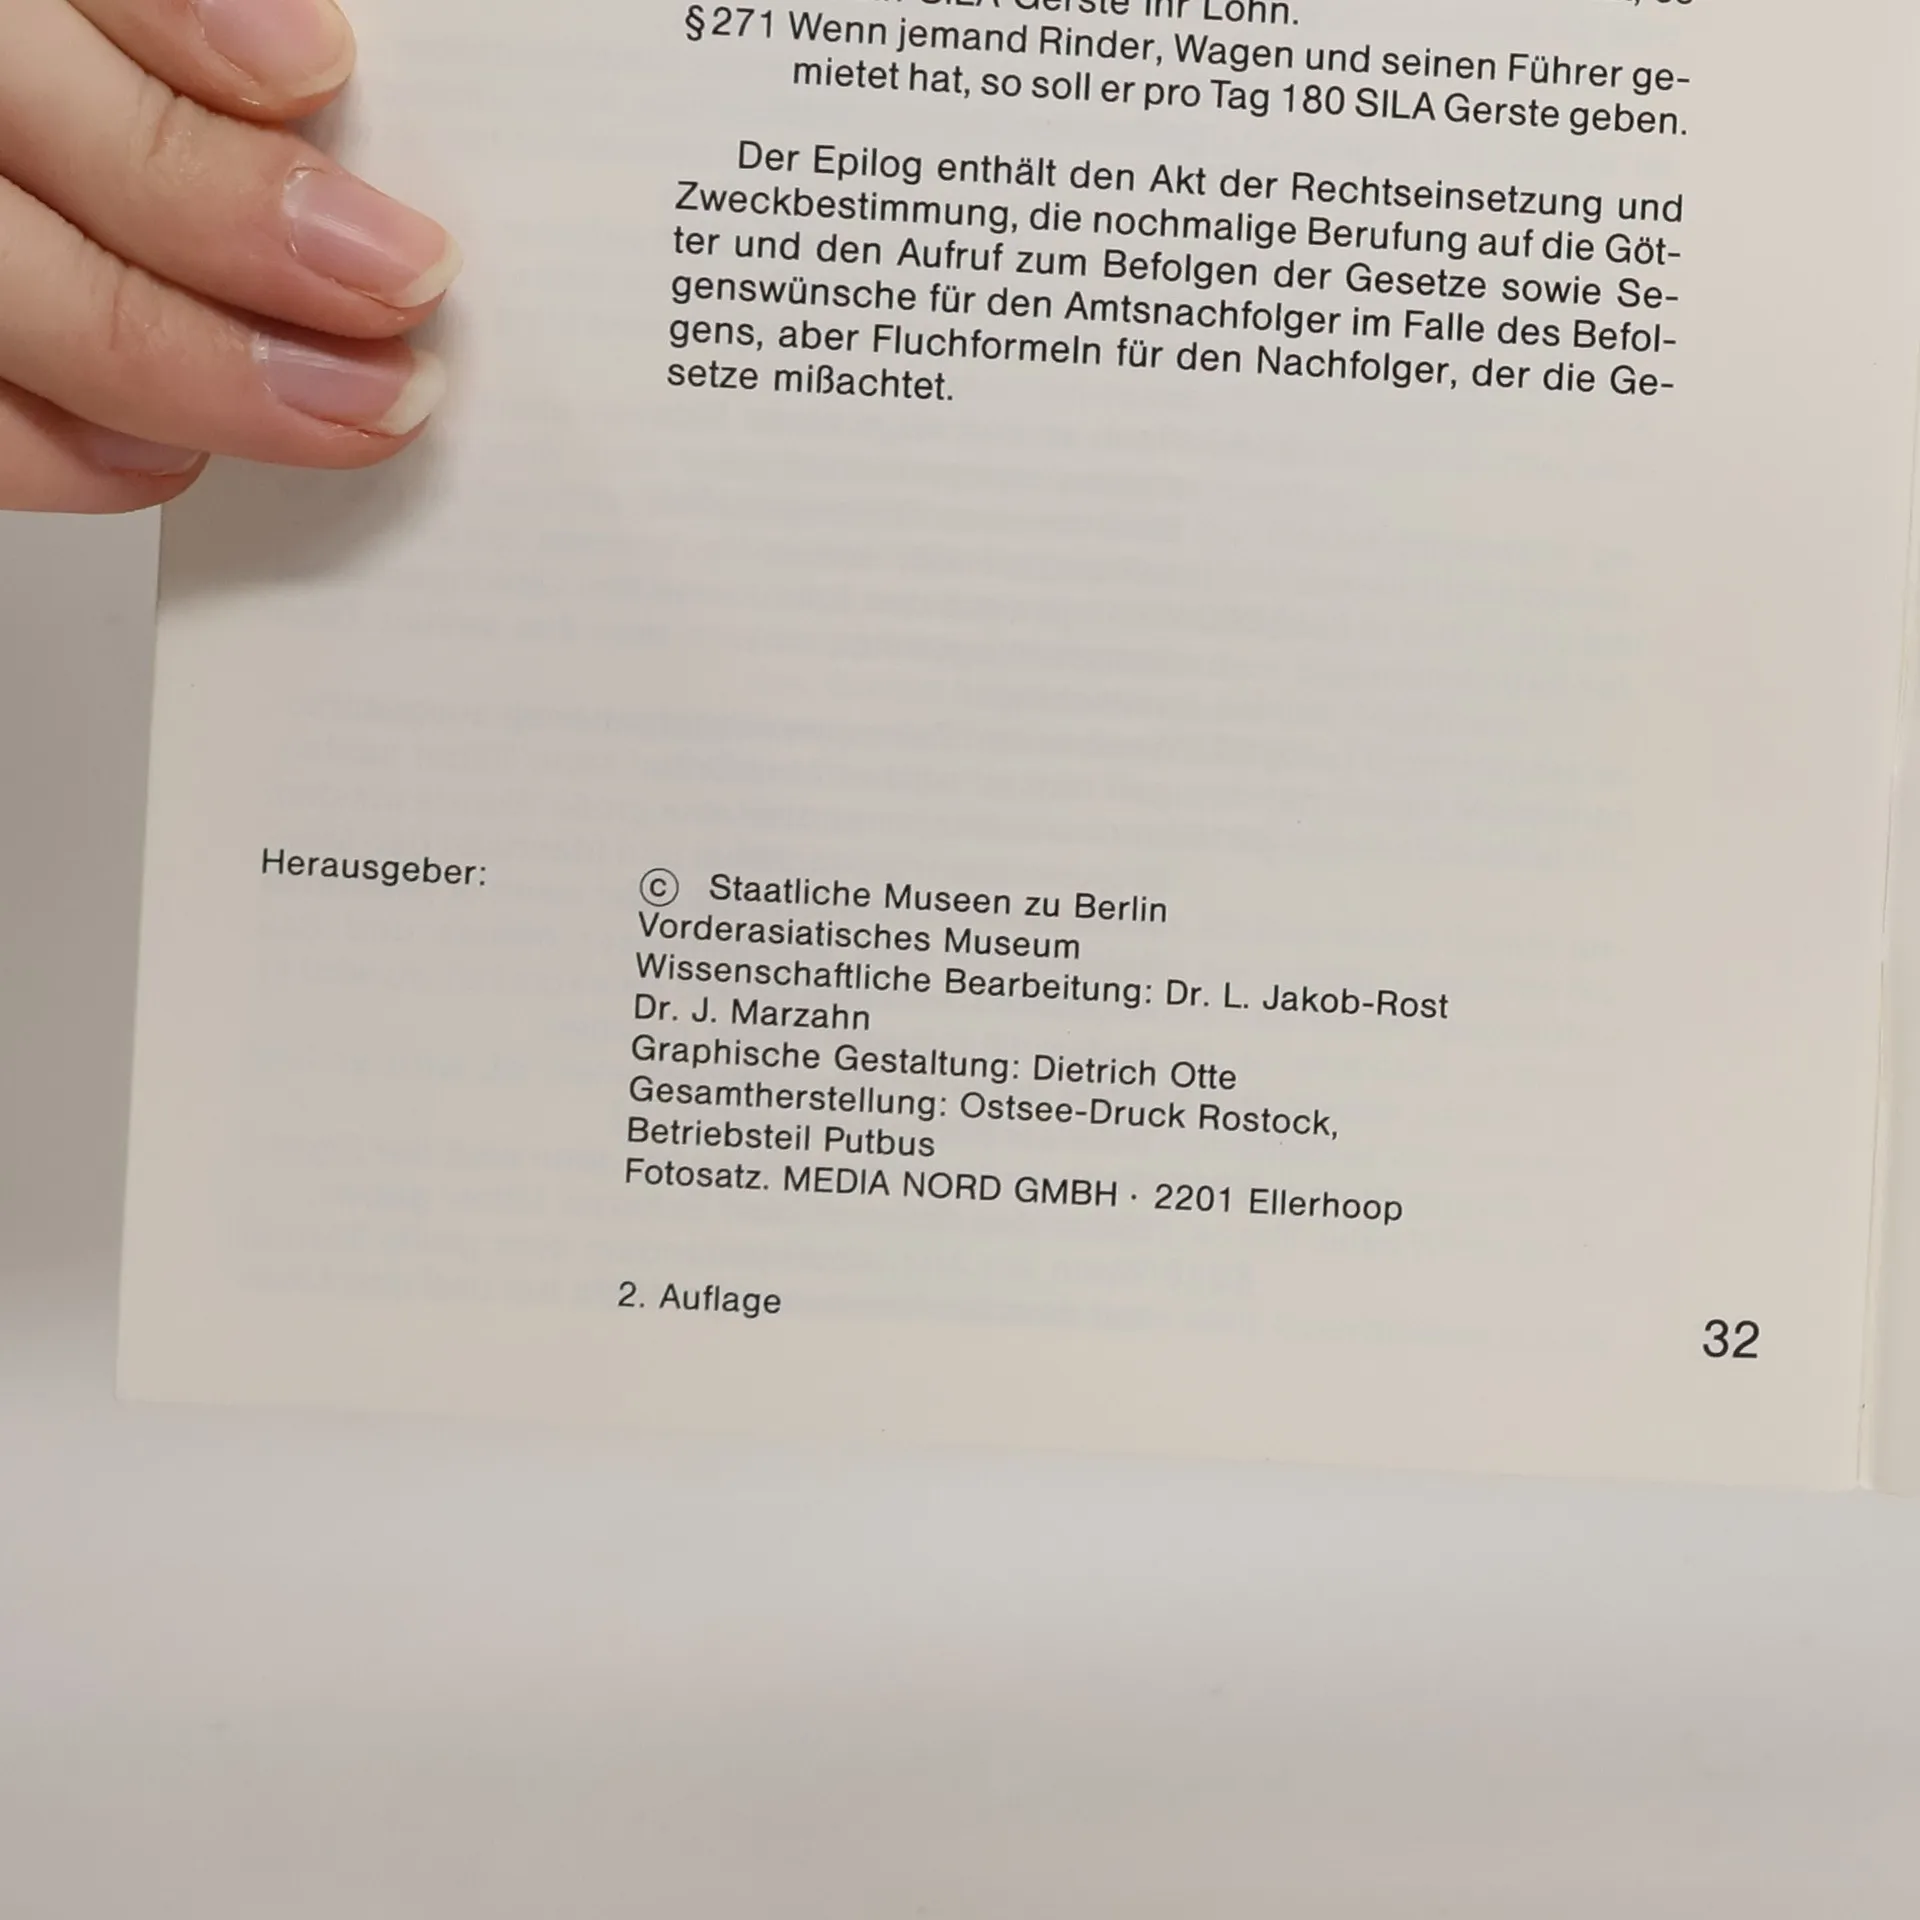 Gerste ihr Lohn.
§ 271 Wenn jemand Rinder, Wagen und seinen Führer ge-
mietet hat, so soll er pro Tag 180 SILA Gerste geben.
Der Epilog enthält den Akt der Rechtseinsetzung und
Zweckbestimmung, die nochmalige Berufung auf die Göt-
ter und den Aufruf zum Befolgen der Gesetze sowie Se-
genswünsche für den Amtsnachfolger im Falle des Befol-
gens, aber Fluchformeln für den Nachfolger, der die Ge-
setze mißachtet.
Herausgeber:
© Staatliche Museen zu Berlin
Vorderasiatisches Museum
Wissenschaftliche Bearbeitung: Dr. L. Jakob-Rost
Dr. J. Marzahn
Graphische Gestaltung: Dietrich Otte
Gesamtherstellung: Ostsee-Druck Rostock,
Betriebsteil Putbus
Fotosatz. MEDIA NORD GMBH · 2201 Ellerhoop
2. Auflage
32